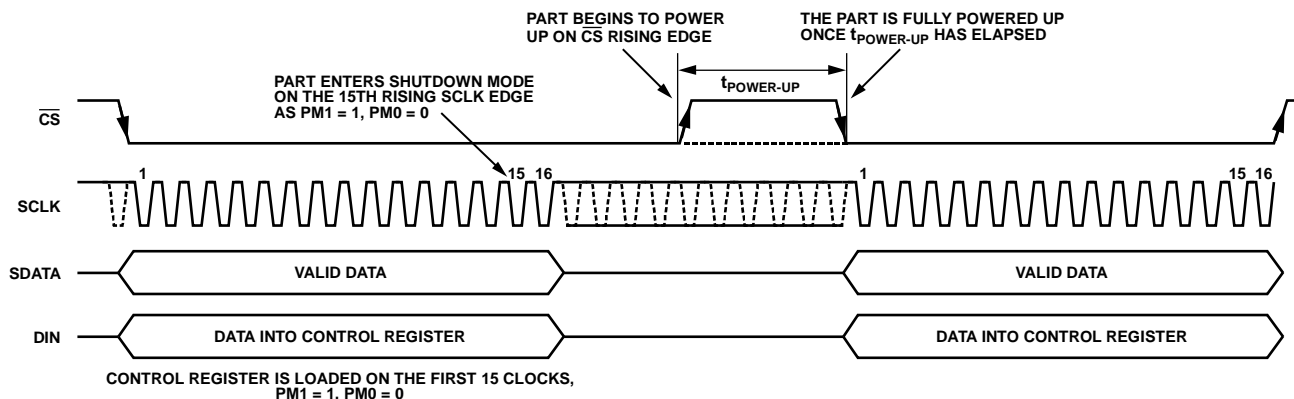 PART BEGINS TO POWER
UP ON CS RISING EDGE
THE PART IS FULLY POWERED UP
ONCE tPOWER-UP HAS ELAPSED
PART ENTERS SHUTDOWN MODE
ON THE 15TH RISING SCLK EDGE
AS PM1 = 1, PM0 = 0
tPOWER-UP
CS
1
15
16
1
15
16
SCLK
SDATA
VALID DATA
VALID DATA
DIN
DATA INTO CONTROL REGISTER
DATA INTO CONTROL REGISTER
CONTROL REGISTER IS LOADED ON THE FIRST 15 CLOCKS,
PM1 = 1, PM0 = 0